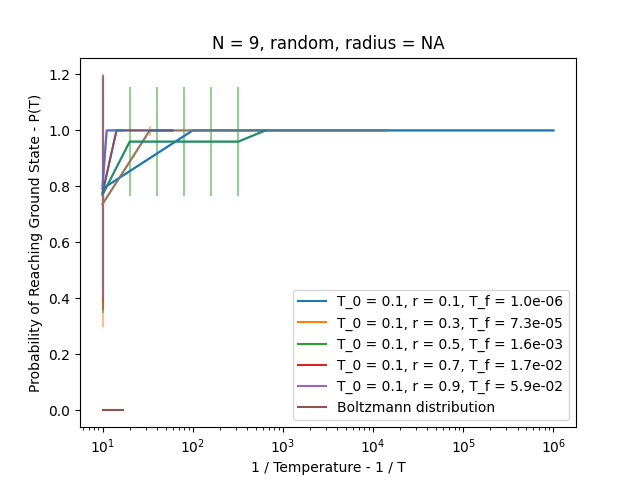 N = 9, random, radius = NA
Probability of Reaching Ground State - P(T)
1.2
1.0
0.8
0.6
0.4
0.2
0.0
T_0 = 0.1, r = 0.1, T_f = 1.0e-06
T_0 = 0.1, r = 0.3, T_f = 7.3e-05
T_0 = 0.1, r = 0.5, T_f = 1.6e-03
T_0 = 0.1, r = 0.7, T_f = 1.7e-02
T_0 = 0.1, r = 0.9, T_f = 5.9e-02
Boltzmann distribution
10¹ 10² 10³ 10⁴ 10⁵ 10⁶
1 / Temperature - 1 / T